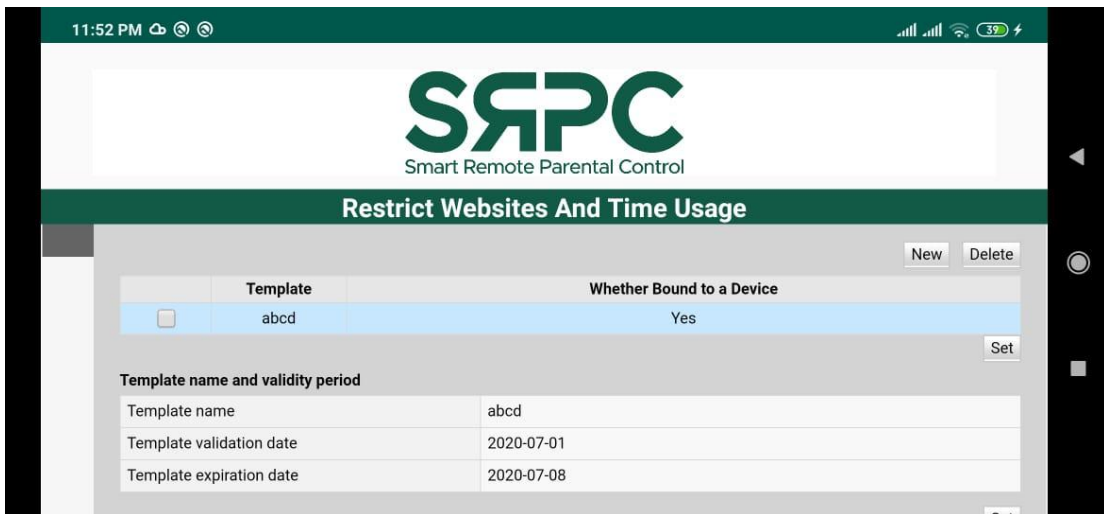 11:52 PM
39
SRPC
Smart Remote Parental Control
Restrict Websites And Time Usage
New Delete
Template Whether Bound to a Device
abcd Yes
Set
Template name and validity period
Template name abcd
Template validation date 2020-07-01
Template expiration date 2020-07-08